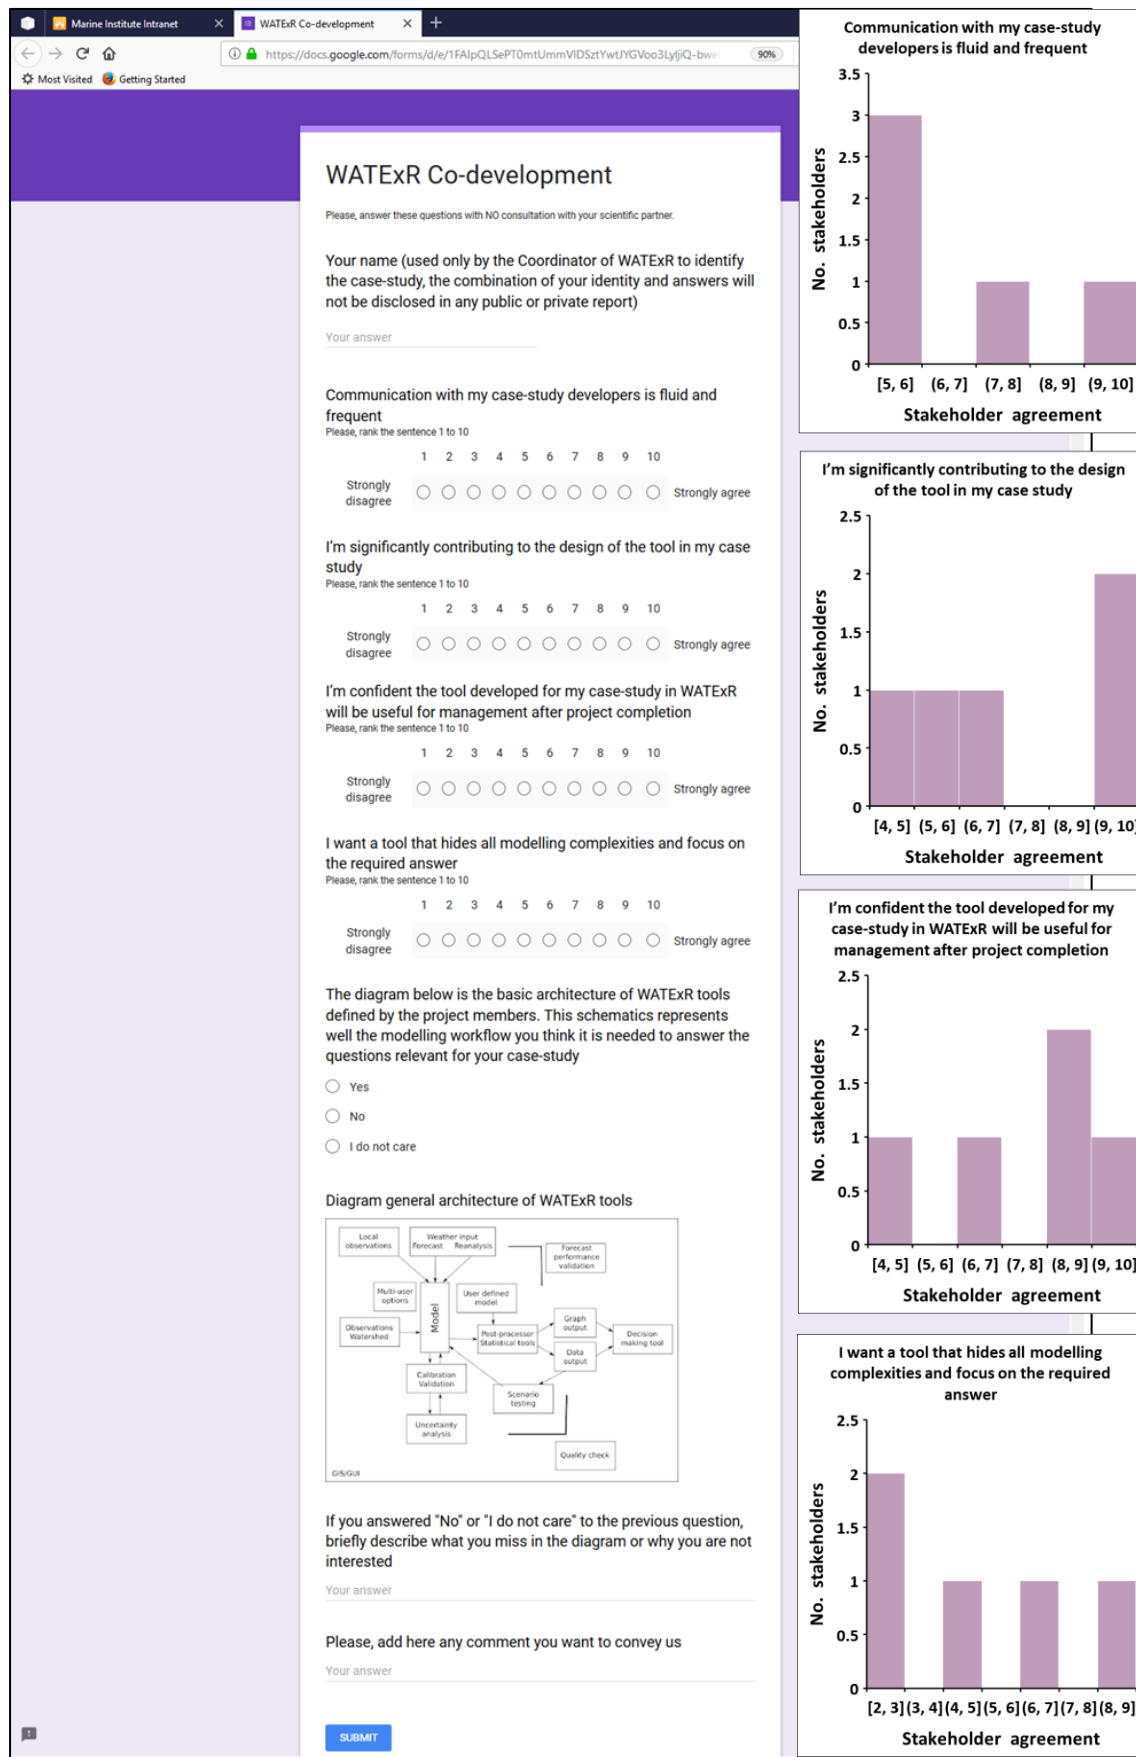 Marine Institute Intranet
WATExR Co-development
https://docs.google.com/forms/d/e/1FAIpQLSePT0mtUmmVlDSztYwtJYGVoo3LyljiQ-bwe
90%
Most Visited
Getting Started
WATExR Co-development
Please, answer these questions with NO consultation with your scientific partner.
Your name (used only by the Coordinator of WATExR to identify
the case-study, the combination of your identity and answers will
not be disclosed in any public or private report)
Your answer
Communication with my case-study developers is fluid and
frequent
Please, rank the sentence 1 to 10
1 2 3 4 5 6 7 8 9 10
Strongly
disagree
Strongly agree
I'm significantly contributing to the design of the tool in my case
study
Please, rank the sentence 1 to 10
1 2 3 4 5 6 7 8 9 10
Strongly
disagree
Strongly agree
I'm confident the tool developed for my case-study in WATExR
will be useful for management after project completion
Please, rank the sentence 1 to 10
1 2 3 4 5 6 7 8 9 10
Strongly
disagree
Strongly agree
I want a tool that hides all modelling complexities and focus on
the required answer
Please, rank the sentence 1 to 10
1 2 3 4 5 6 7 8 9 10
Strongly
disagree
Strongly agree
The diagram below is the basic architecture of WATExR tools
defined by the project members. This schematics represents
well the modelling workflow you think it is needed to answer the
questions relevant for your case-study
Yes
No
I do not care
Diagram general architecture of WATExR tools
Local
observations
Weather input
Forecast Reanalysis
Forecast
performance
validation
Multi-user
options
Model
User defined
model
Observations
Watershed
Post-processor
Statistical tools
Graph
output
Data
output
Decision
making tool
Calibration
Validation
Scenario
testing
Uncertainty
analysis
Quality check
GIS/GUI
If you answered "No" or "I do not care" to the previous question,
briefly describe what you miss in the diagram or why you are not
interested
Your answer
Please, add here any comment you want to convey us
Your answer
SUBMIT
Communication with my case-study
developers is fluid and frequent
3.5
3
2.5
2
1.5
1
0.5
0
No. stakeholders
[5, 6] (6, 7] (7, 8] (8, 9] (9, 10]
Stakeholder agreement
I'm significantly contributing to the design
of the tool in my case study
2.5
2
1.5
1
0.5
0
No. stakeholders
[4, 5] (5, 6] (6, 7] (7, 8] (8, 9] (9, 10]
Stakeholder agreement
I'm confident the tool developed for my
case-study in WATExR will be useful for
management after project completion
2.5
2
1.5
1
0.5
0
No. stakeholders
[4, 5] (5, 6] (6, 7] (7, 8] (8, 9] (9, 10]
Stakeholder agreement
I want a tool that hides all modelling
complexities and focus on the required
answer
2.5
2
1.5
1
0.5
0
No. stakeholders
[2, 3] (3, 4] (4, 5] (5, 6] (6, 7] (7, 8] (8, 9]
Stakeholder agreement